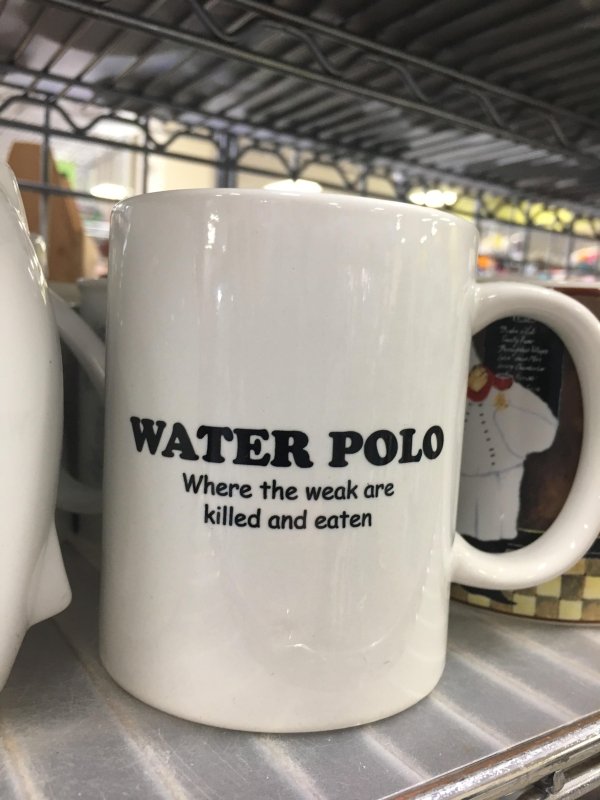 WATER POLO
Where the weak are
killed and eaten